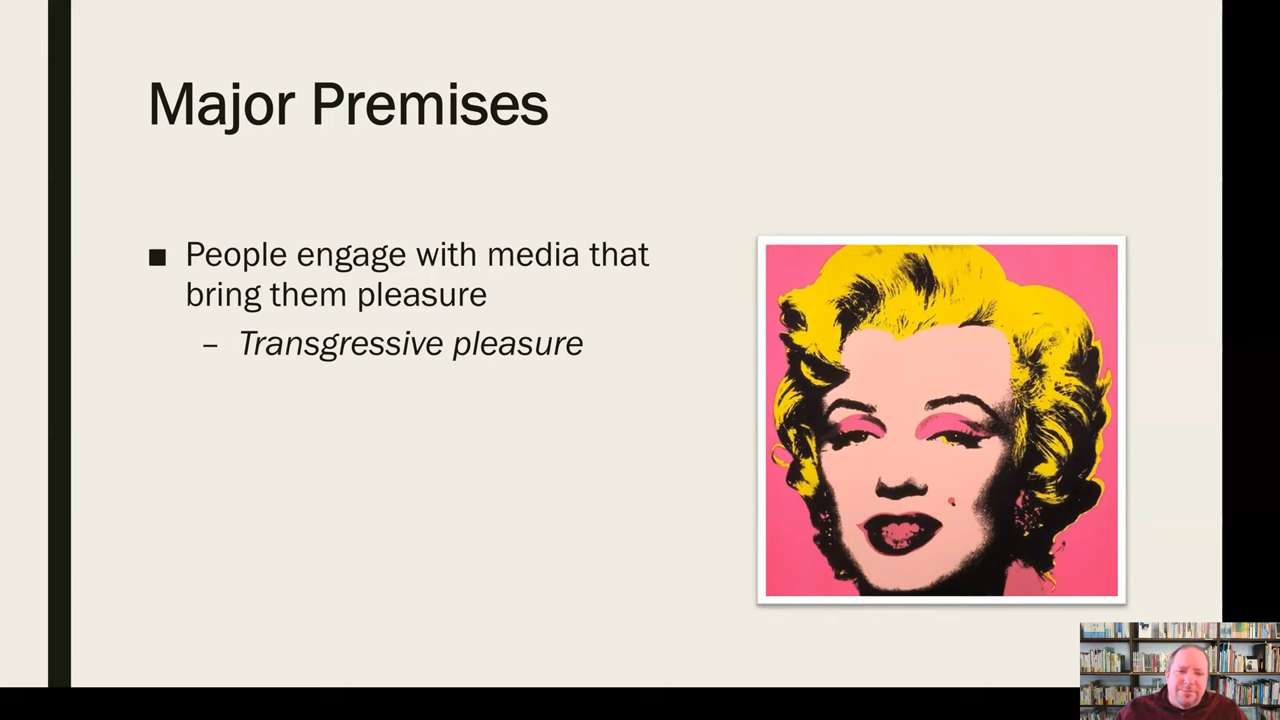 Major Premises
■ People engage with media that
bring them pleasure
– Transgressive pleasure